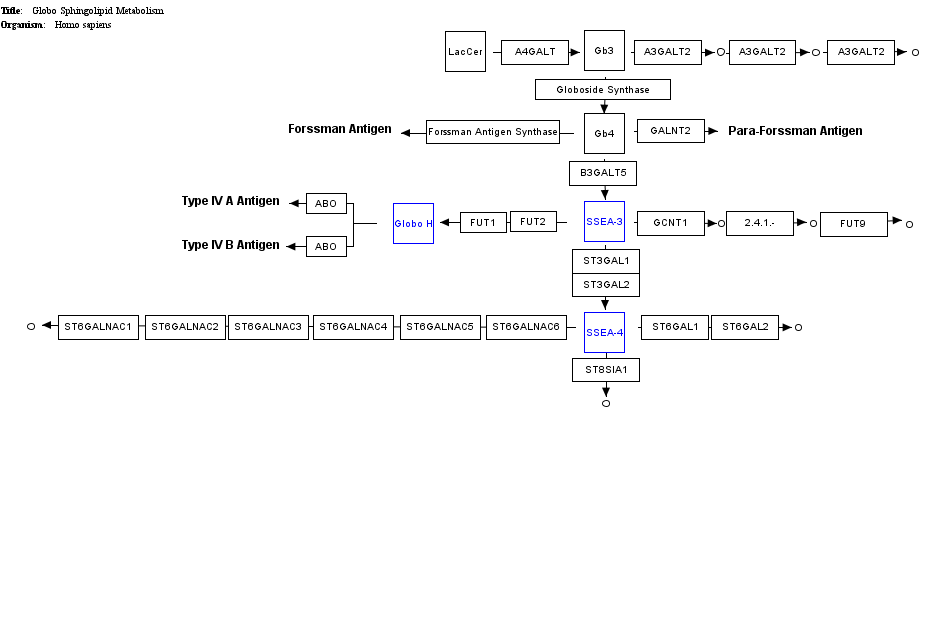 Title: Globo Sphingolipid Metabolism
Organism: Homo sapiens
LacCer A4GALT Gb3 A3GALT2 A3GALT2 A3GALT2
Globoside Synthase
Forssman Antigen Forssman Antigen Synthase Gb4 GALNT2 Para-Forssman Antigen
B3GALT5
Type IV A Antigen ABO
Globo H FUT1 FUT2 SSEA-3 GCNT1 2.4.1.- FUT9
Type IV B Antigen ABO
ST3GAL1
ST3GAL2
ST6GALNAC1 ST6GALNAC2 ST6GALNAC3 ST6GALNAC4 ST6GALNAC5 ST6GALNAC6 SSEA-4 ST6GAL1 ST6GAL2
ST8SIA1